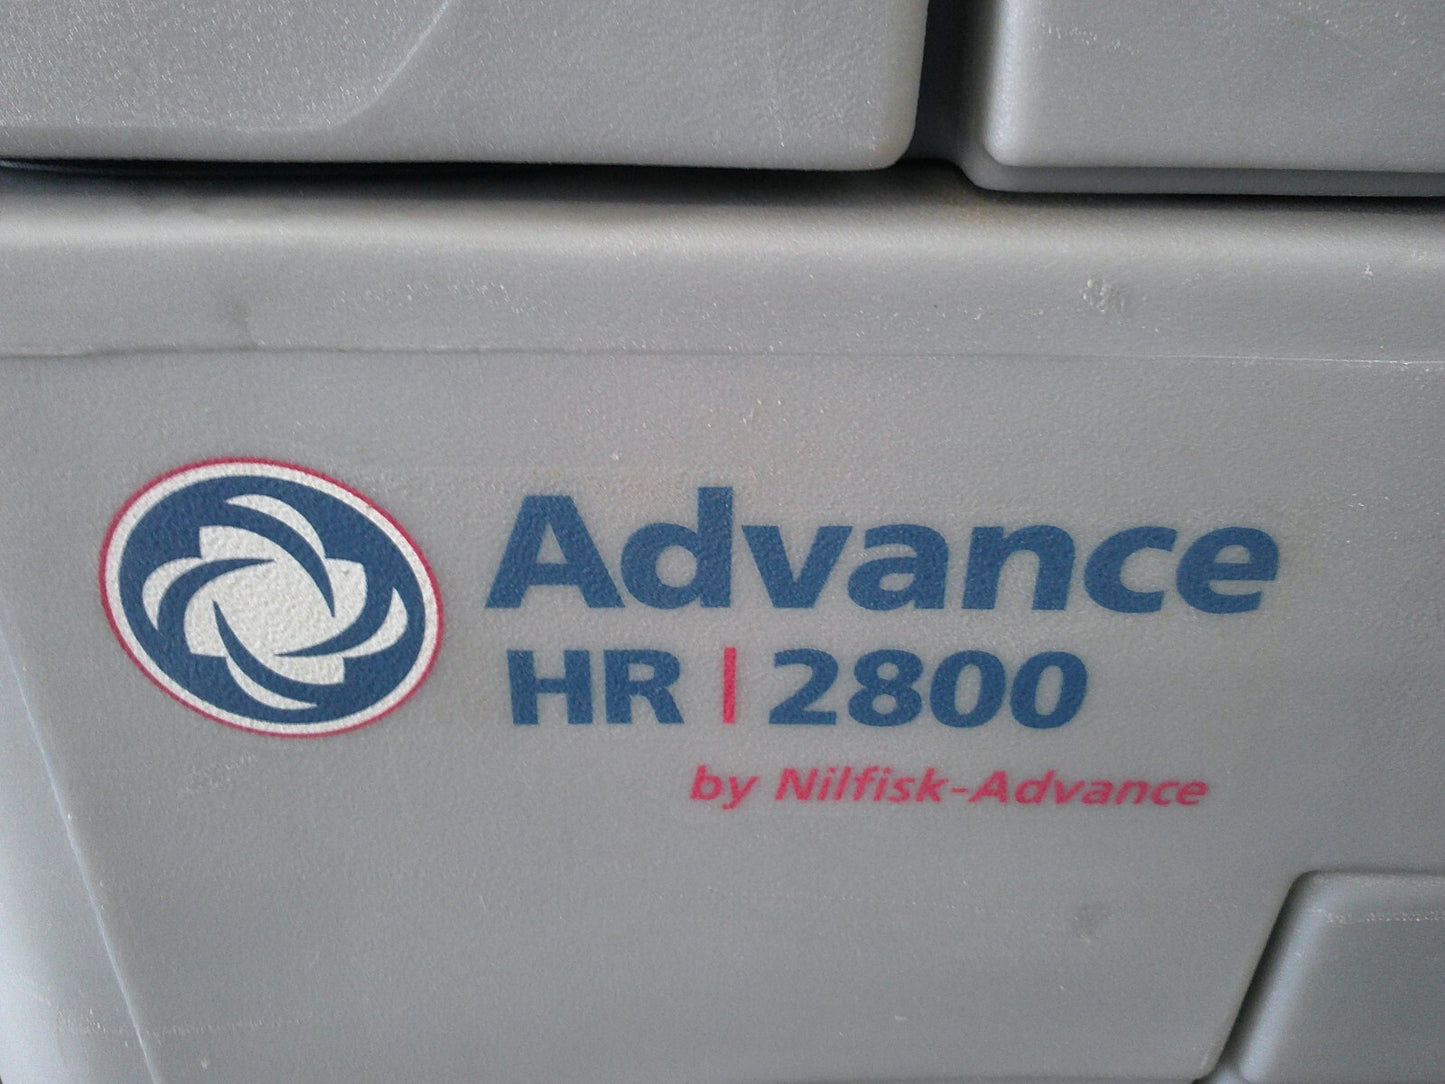 Advance
HR | 2800
by Nilfisk-Advance